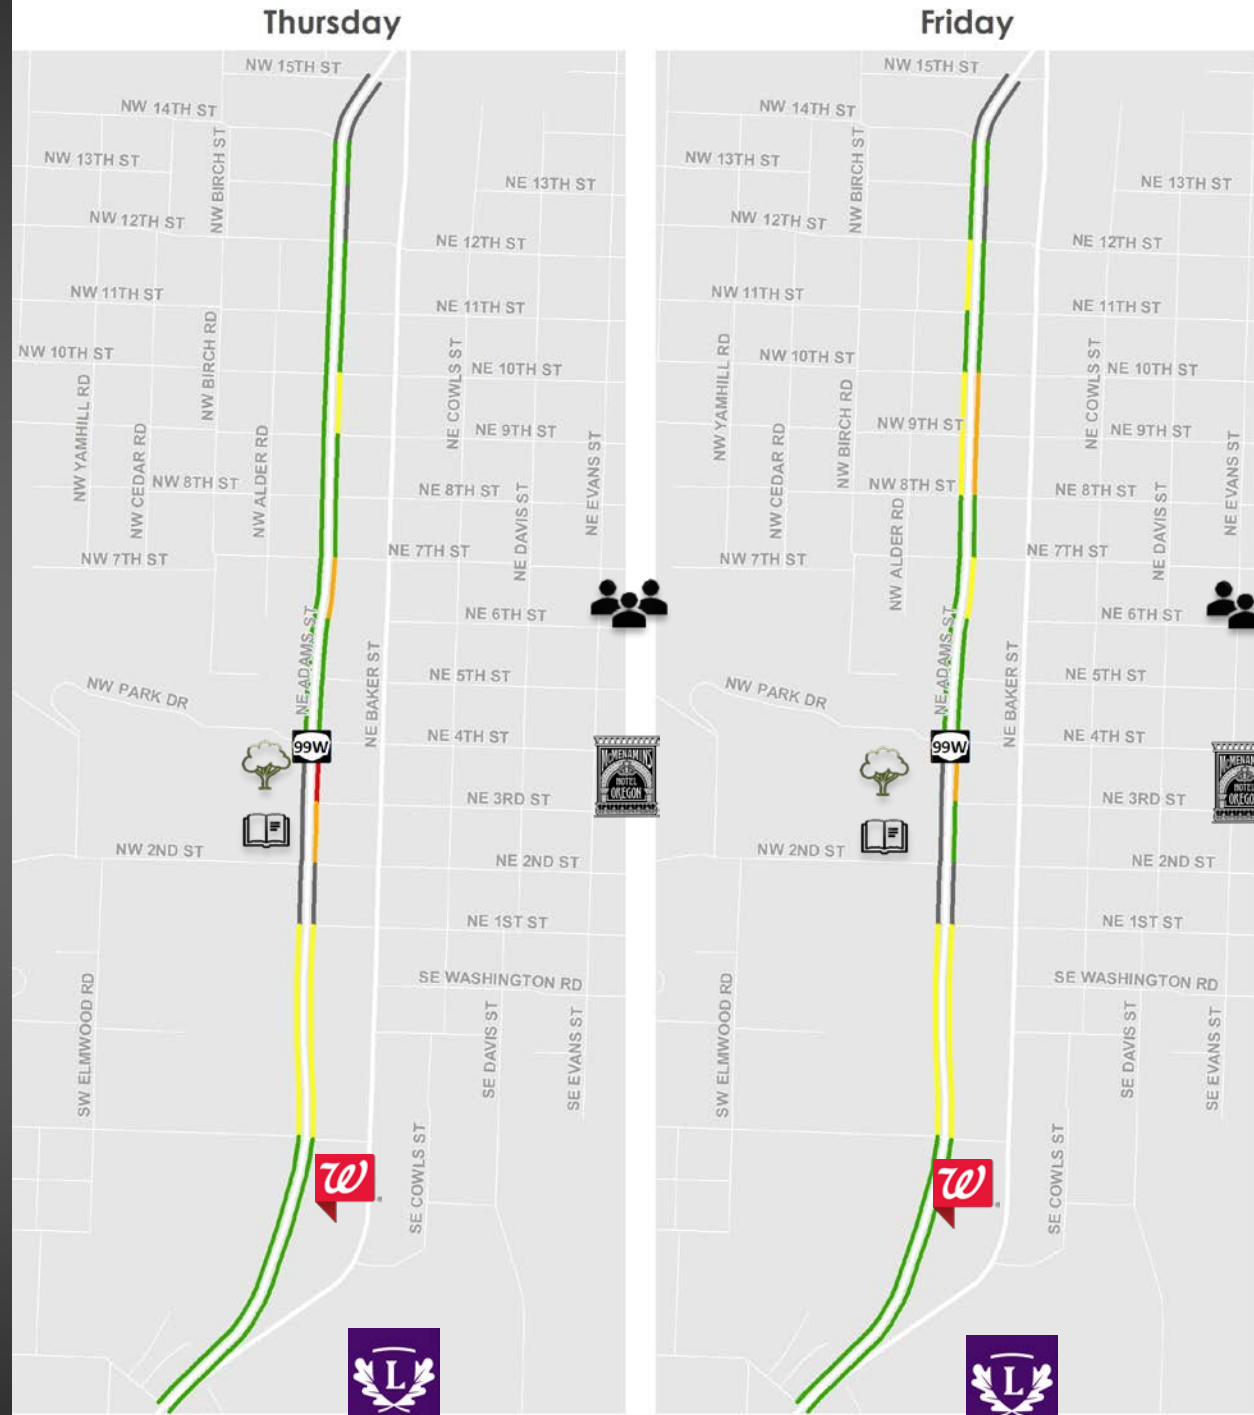 Thursday
NW 15TH ST
NW 14TH ST
NW BIRCH ST
NW 13TH ST
NE 13TH ST
NW 12TH ST
NE 12TH ST
NW 11TH ST
NE 11TH ST
NW BIRCH RD
NW 10TH ST
NE 10TH ST
NE COWLS ST
NW YAMHILL RD
NW CEDAR RD
NW ALDER RD
NE 9TH ST
NE EVANS ST
NW 8TH ST
NE 8TH ST
NE DAVIS ST
NW 7TH ST
NE 7TH ST
NE 6TH ST
NE ADAMS ST
NE BAKER ST
NE 5TH ST
NW PARK DR
99W
NE 4TH ST
MCMENAMINS
HOTEL
OREGON
NE 3RD ST
NW 2ND ST
NE 2ND ST
NE 1ST ST
SE WASHINGTON RD
SW ELMWOOD RD
SE DAVIS ST
SE EVANS ST
SE COWLS ST
W
®
L
Friday
NW 15TH ST
NW 14TH ST
NW BIRCH ST
NW 13TH ST
NE 13TH ST
NW 12TH ST
NE 12TH ST
NW 11TH ST
NE 11TH ST
NW YAMHILL RD
NW 10TH ST
NE 10TH ST
NE COWLS ST
NW BIRCH RD
NW CEDAR RD
NW 9TH ST
NE 9TH ST
NE EVANS ST
NW 8TH ST
NE 8TH ST
NE DAVIS ST
NW ALDER RD
NW 7TH ST
NE 7TH ST
NE 6TH ST
NE ADAMS ST
NE BAKER ST
NE 5TH ST
NW PARK DR
99W
NE 4TH ST
MCMENAM
HOTEL
OREGO
NE 3RD ST
NW 2ND ST
NE 2ND ST
NE 1ST ST
SE WASHINGTON RD
SW ELMWOOD RD
SE DAVIS ST
SE EVANS ST
SE COWLS ST
W
®
L